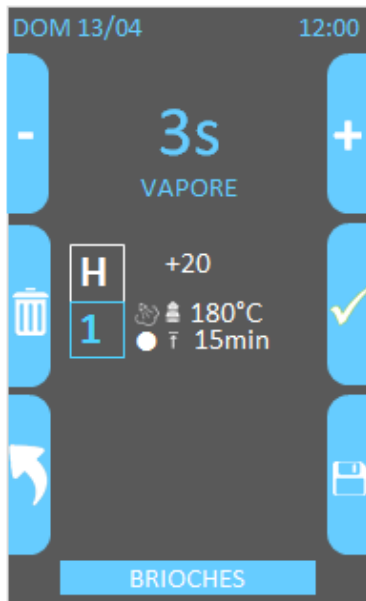 DOM 13/04 12:00
- +
3s
VAPORE
H +20
180°C
1 15min
BRIOCHES